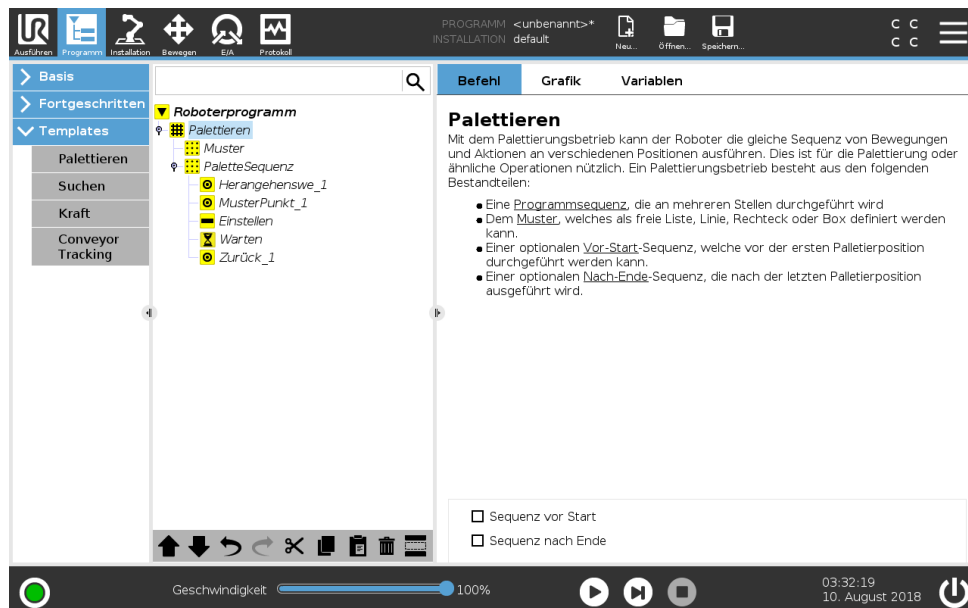 UR
PROGRAMM <unbenannt>*
INSTALLATION default
Ausführen
Programm
Installation
Bewegen
E/A
Protokoll
Neu...
Öffnen...
Speichern...
C C
C C
Basis
Fortgeschritten
Templates
Palettieren
Suchen
Kraft
Conveyor
Tracking
Roboterprogramm
Palettieren
Muster
PaletteSequenz
Herangehenswe_1
MusterPunkt_1
Einstellen
Warten
Zurück_1
Befehl
Grafik
Variablen
Palettieren
Mit dem Palettierungsbetrieb kann der Roboter die gleiche Sequenz von Bewegungen
und Aktionen an verschiedenen Positionen ausführen. Dies ist für die Palettierung oder
ähnliche Operationen nützlich. Ein Palettierungsbetrieb besteht aus den folgenden
Bestandteilen:
Eine Programmsequenz, die an mehreren Stellen durchgeführt wird
Dem Muster, welches als freie Liste, Linie, Rechteck oder Box definiert werden
kann.
Einer optionalen Vor-Start-Sequenz, welche vor der ersten Palletierposition
durchgeführt werden kann.
Einer optionalen Nach-Ende-Sequenz, die nach der letzten Palletierposition
ausgeführt wird.
Sequenz vor Start
Sequenz nach Ende
Geschwindigkeit
100%
03:32:19
10. August 2018